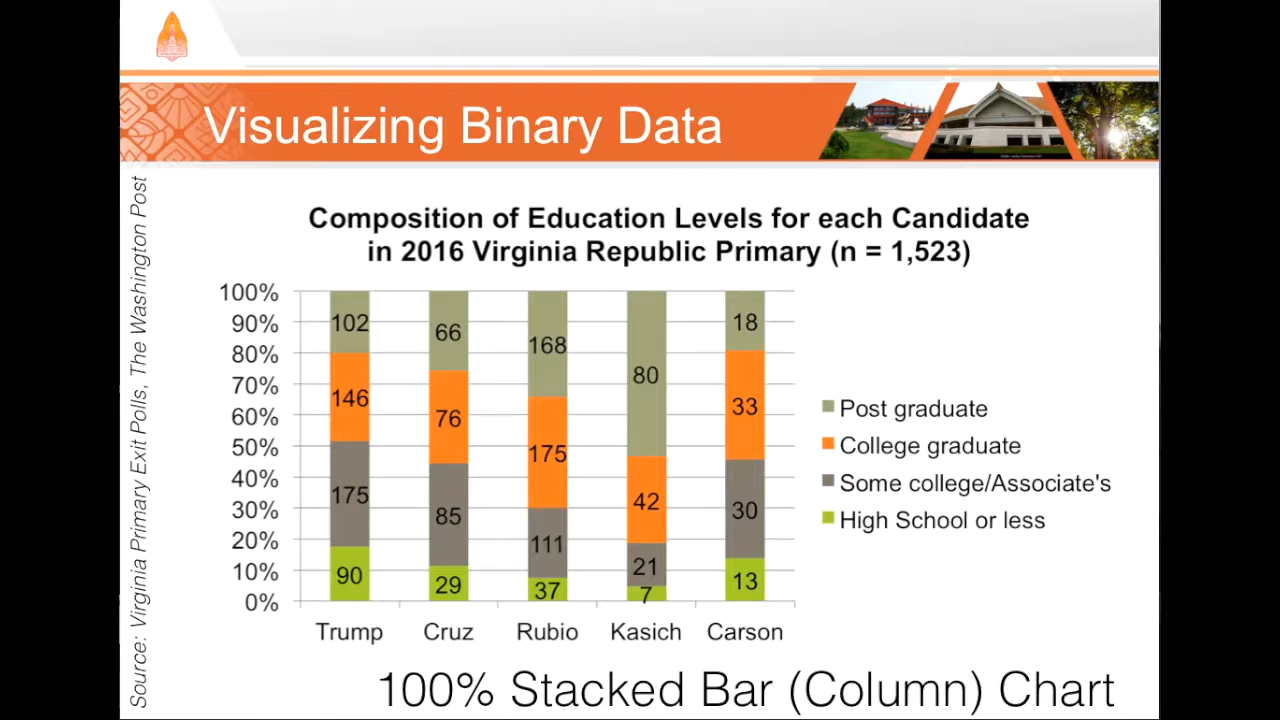 Visualizing Binary Data
Source: Virginia Primary Exit Polls, The Washington Post
Composition of Education Levels for each Candidate
in 2016 Virginia Republic Primary (n = 1,523)
100%
90%
80%
70%
60%
50%
40%
30%
20%
10%
0%
102
146
175
90
66
76
85
29
168
175
111
37
80
42
21
7
18
33
30
13
Trump
Cruz
Rubio
Kasich
Carson
Post graduate
College graduate
Some college/Associate's
High School or less
100% Stacked Bar (Column) Chart